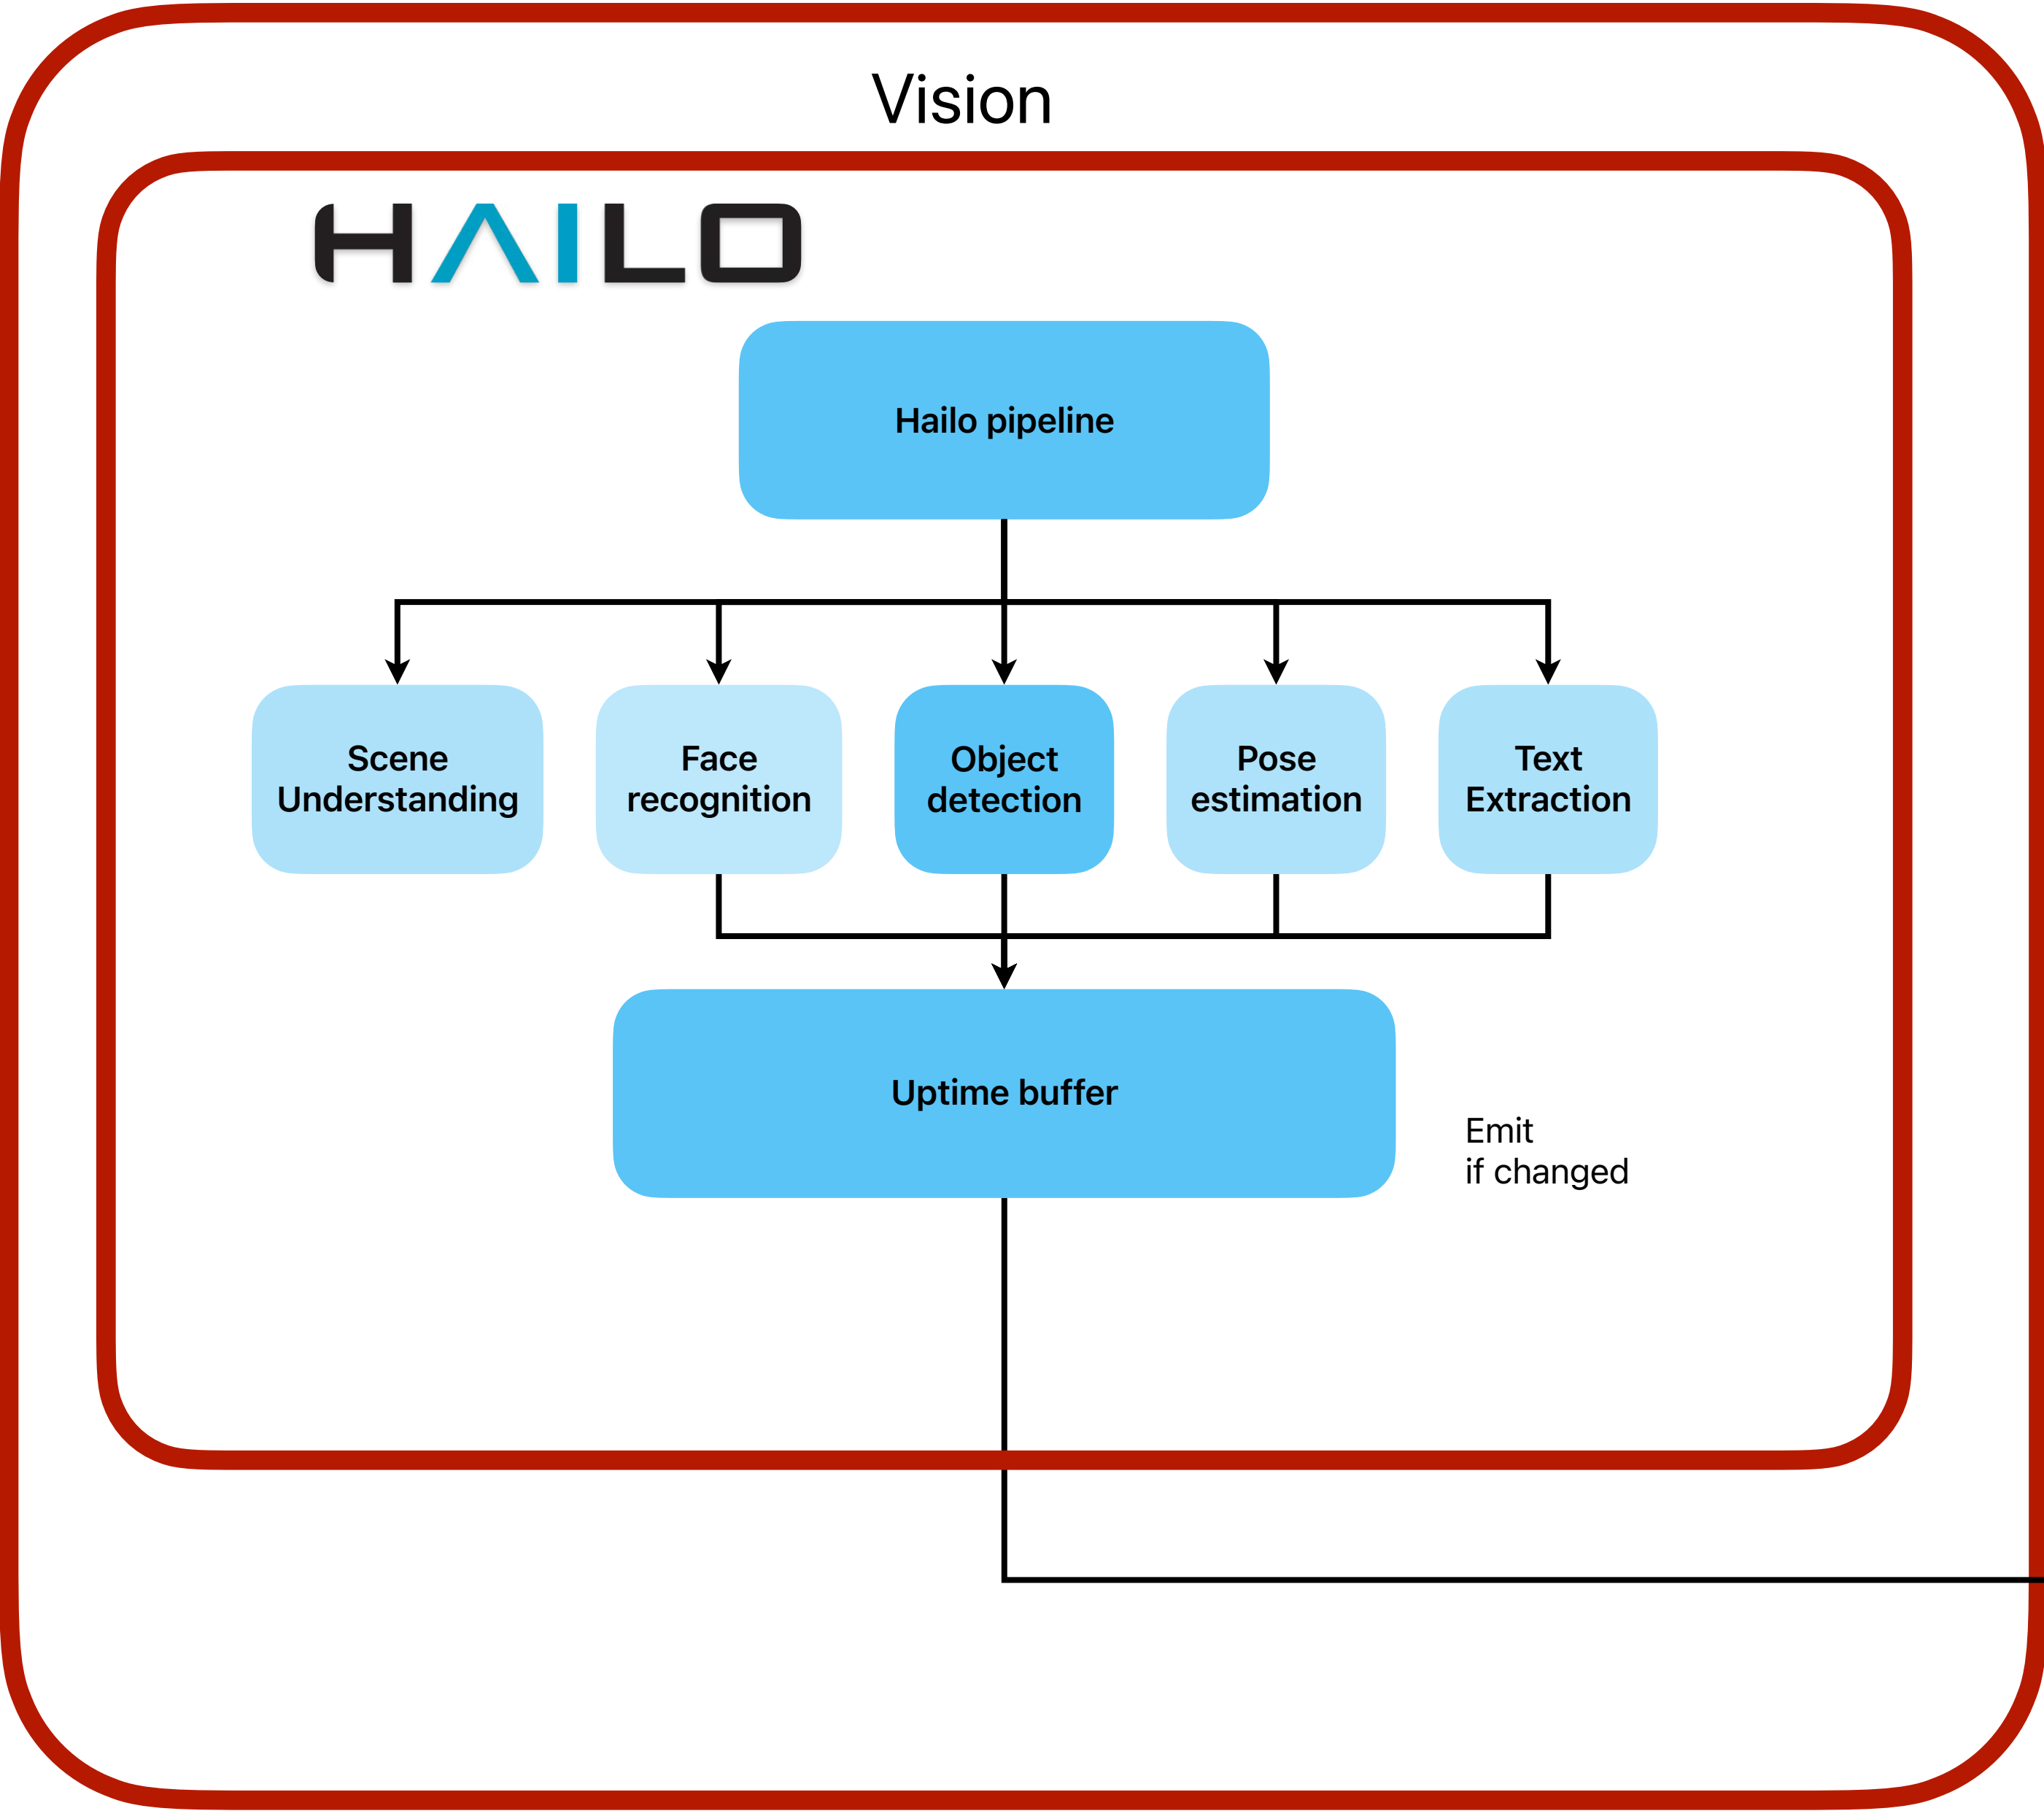 Vision
HAILO
Hailo pipeline
Scene
Understanding
Face
recognition
Object
detection
Pose
estimation
Text
Extraction
Uptime buffer
Emit
if changed